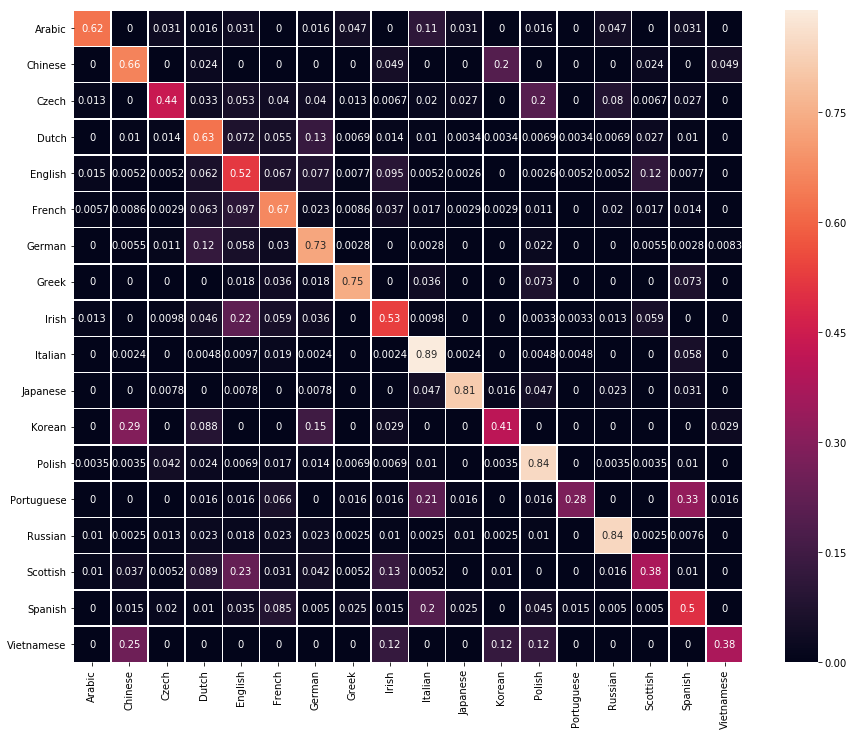 Arabic 0.62 0 0.031 0.016 0.031 0 0.016 0.047 0 0.11 0.031 0 0.016 0 0.047 0 0.031 0
Chinese 0 0.66 0 0.024 0 0 0 0 0.049 0 0 0.2 0 0 0 0.024 0 0.049
0.75
Czech 0.013 0 0.44 0.033 0.053 0.04 0.04 0.013 0.0067 0.02 0.027 0 0.2 0 0.08 0.0067 0.027 0
Dutch 0 0.01 0.014 0.63 0.072 0.055 0.13 0.0069 0.014 0.01 0.0034 0.0034 0.0069 0.0034 0.0069 0.027 0.01 0
English 0.015 0.0052 0.0052 0.062 0.52 0.067 0.077 0.0077 0.095 0.0052 0.0026 0 0.0026 0.0052 0.0052 0.12 0.0077 0
0.60
French 0.0057 0.0086 0.0029 0.063 0.097 0.67 0.023 0.0086 0.037 0.017 0.0029 0.0029 0.011 0 0.02 0.017 0.014 0
German 0 0.0055 0.011 0.12 0.058 0.03 0.73 0.0028 0 0.0028 0 0 0.022 0 0 0.0055 0.0028 0.0083
Greek 0 0 0 0 0.018 0.036 0.018 0.75 0 0.036 0 0 0.073 0 0 0 0.073 0
0.45
Irish 0.013 0 0.0098 0.046 0.22 0.059 0.036 0 0.53 0.0098 0 0 0.0033 0.0033 0.013 0.059 0 0
Italian 0 0.0024 0 0.0048 0.0097 0.019 0.0024 0 0.0024 0.89 0.0024 0 0.0048 0.0048 0 0 0.058 0
Japanese 0 0 0.0078 0 0.0078 0 0.0078 0 0 0.047 0.81 0.016 0.047 0 0.023 0 0.031 0
Korean 0 0.29 0 0.088 0 0 0.15 0 0.029 0 0 0.41 0 0 0 0 0 0.029
0.30
Polish 0.0035 0.0035 0.042 0.024 0.0069 0.017 0.014 0.0069 0.0069 0.01 0 0.0035 0.84 0 0.0035 0.0035 0.01 0
Portuguese 0 0 0 0.016 0.016 0.066 0 0.016 0.016 0.21 0.016 0 0.016 0.28 0 0 0.33 0.016
Russian 0.01 0.0025 0.013 0.023 0.018 0.023 0.023 0.0025 0.01 0.0025 0.01 0.0025 0.01 0 0.84 0.0025 0.0076 0
0.15
Scottish 0.01 0.037 0.0052 0.089 0.23 0.031 0.042 0.0052 0.13 0.0052 0 0.01 0 0 0.016 0.38 0.01 0
Spanish 0 0.015 0.02 0.01 0.035 0.085 0.005 0.025 0.015 0.2 0.025 0 0.045 0.015 0.005 0.005 0.5 0
Vietnamese 0 0.25 0 0 0 0 0 0 0.12 0 0 0.12 0.12 0 0 0 0 0.38
0.00
Arabic Chinese Czech Dutch English French German Greek Irish Italian Japanese Korean Polish Portuguese Russian Scottish Spanish Vietnamese